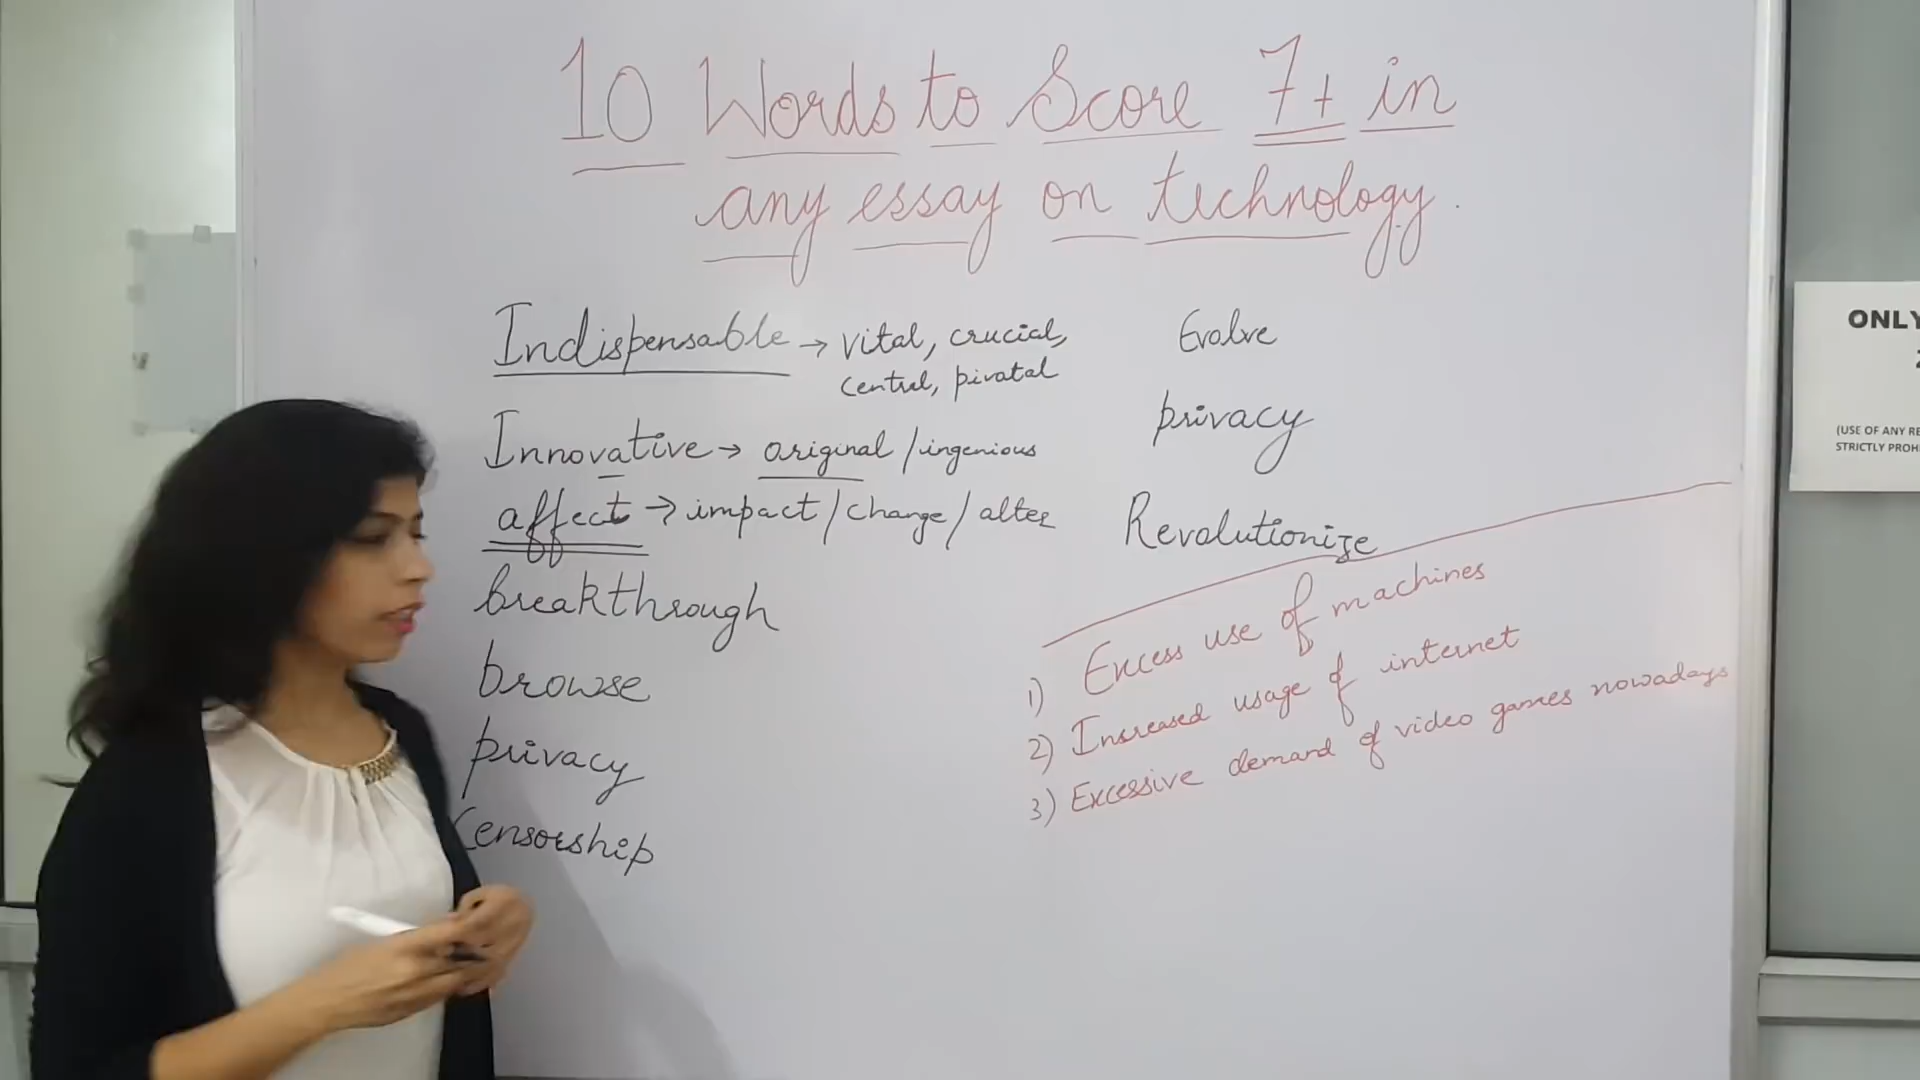 10 Words to Score 7+ in
any essay on technology.
Indispensable → vital, crucial,
central, pivatal
Innovative → original / ingenious
affect → impact / change / alter
breakthrough
browse
privacy
Censorship
Evolve
privacy
Revolutionize
1) Excess use of machines
2) Increased usage of internet
3) Excessive demand of video games nowadays
ONLY
(USE OF ANY RE
STRICTLY PROH